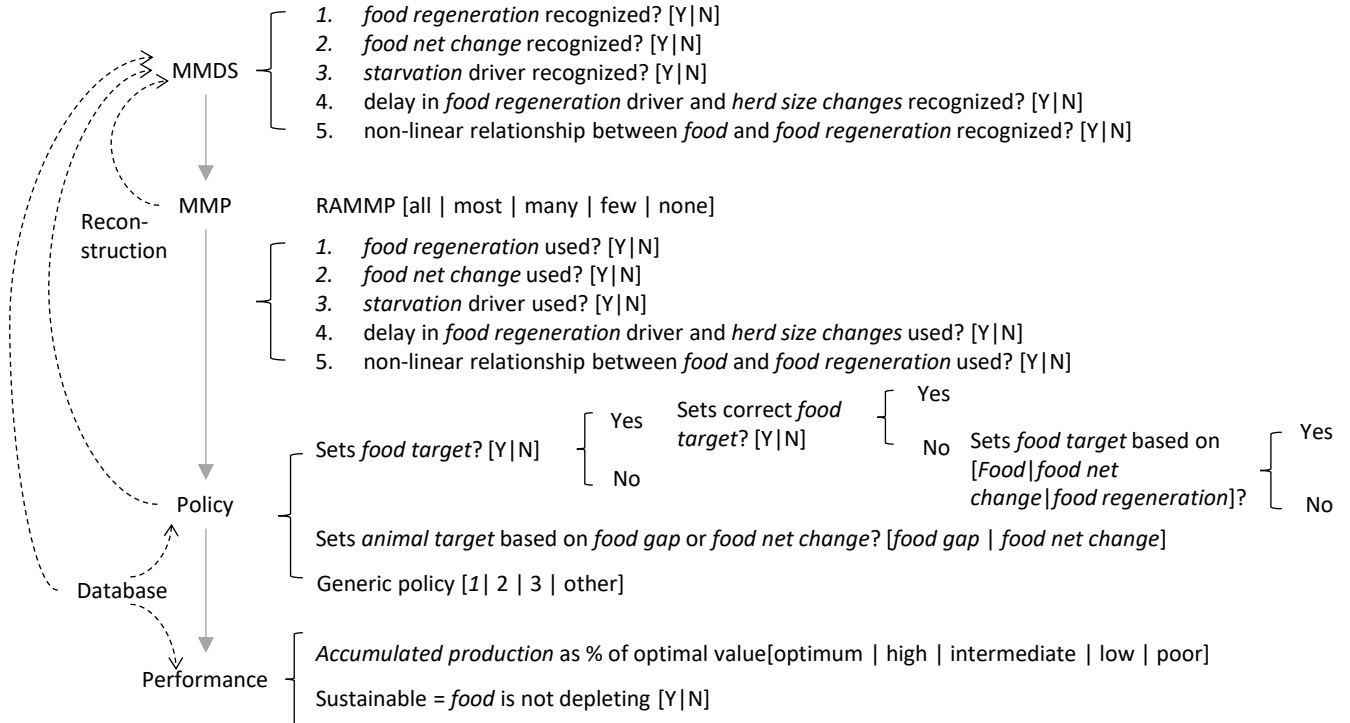 1. food regeneration recognized? [Y|N]
2. food net change recognized? [Y|N]
MMDS
3. starvation driver recognized? [Y|N]
4. delay in food regeneration driver and herd size changes recognized? [Y|N]
5. non-linear relationship between food and food regeneration recognized? [Y|N]
MMP
RAMMP [all | most | many | few | none]
Recon-
struction
1. food regeneration used? [Y|N]
2. food net change used? [Y|N]
3. starvation driver used? [Y|N]
4. delay in food regeneration driver and herd size changes used? [Y|N]
5. non-linear relationship between food and food regeneration used? [Y|N]
Policy
Sets food target? [Y|N]
Yes
No
Sets correct food
target? [Y|N]
Yes
No
Sets food target based on
[Food|food net
change|food regeneration]?
Yes
No
Sets animal target based on food gap or food net change? [food gap | food net change]
Generic policy [1| 2 | 3 | other]
Database
Performance
Accumulated production as % of optimal value[optimum | high | intermediate | low | poor]
Sustainable = food is not depleting [Y|N]